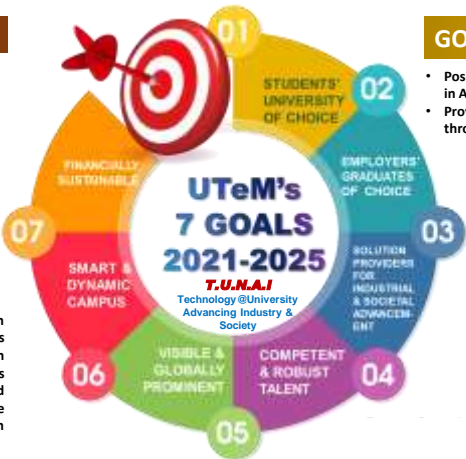 01
GO
STUDENTS'
UNIVERSITY
OF CHOICE
02
• Pos
in A
• Prov
thro
FINANCIALLY
SUSTAINABLE
EMPLOYERS'
GRADUATES
OF CHOICE
UTeM's
7 GOALS
2021-2025
T.U.N.A.I
Technology@University
Advancing Industry &
Society
07
03
SMART &
DYNAMIC
CAMPUS
SOLUTION
PROVIDERS
FOR
INDUSTRIAL
& SOCIETAL
ADVANCEM-
ENT
n
s
n
s
d
e
n
VISIBLE &
GLOBALLY
PROMINENT
COMPETENT
& ROBUST
TALENT
06
04
05